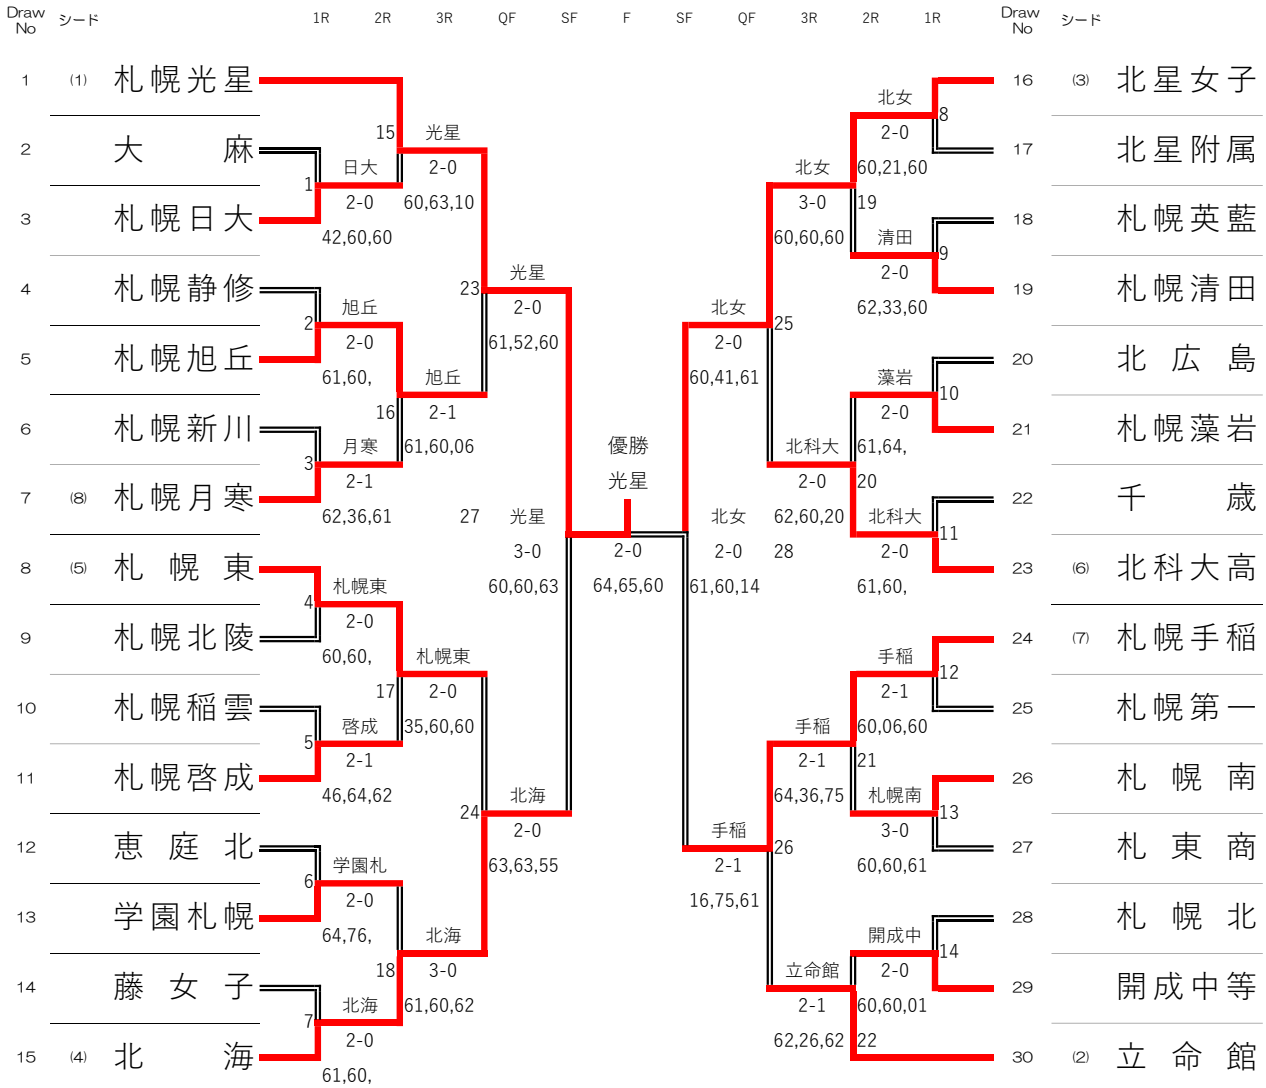 Draw No シード 1R 2R 3R QF SF F SF QF 3R 2R 1R Draw No シード
1 (1) 札幌光星
2 大麻
3 札幌日大
4 札幌静修
5 札幌旭丘
6 札幌新川
7 (8) 札幌月寒
8 (5) 札幌東
9 札幌北陵
10 札幌稲雲
11 札幌啓成
12 恵庭北
13 学園札幌
14 藤女子
15 (4) 北海
1 日大
2-0
42,60,60
2 旭丘
2-0
61,60,
3 月寒
2-1
62,36,61
4 札幌東
2-0
60,60,
5 啓成
2-1
46,64,62
6 学園札
2-0
64,76,
7 北海
2-0
61,60,
15 光星
2-0
60,63,10
16 旭丘
2-1
61,60,06
17 札幌東
2-0
35,60,60
18 北海
3-0
61,60,62
23 光星
2-0
61,52,60
24 北海
2-0
63,63,55
27 光星
3-0
60,60,63
優勝
光星
2-0
64,65,60
北女
2-0 28
61,60,14
北女 25
2-0
60,41,61
手稲 26
2-1
16,75,61
北女
3-0 19
60,60,60
北科大
2-0 20
62,60,20
手稲
2-1 21
64,36,75
立命館
2-1
62,26,62 22
北女 8
2-0
60,21,60
清田 9
2-0
62,33,60
藻岩 10
2-0
61,64,
北科大 11
2-0
61,60,
手稲 12
2-1
60,06,60
札幌南 13
3-0
60,60,61
開成中 14
2-0
60,60,01
16 (3) 北星女子
17 北星附属
18 札幌英藍
19 札幌清田
20 北広島
21 札幌藻岩
22 千歳
23 (6) 北科大高
24 (7) 札幌手稲
25 札幌第一
26 札幌南
27 札東商
28 札幌北
29 開成中等
30 (2) 立命館